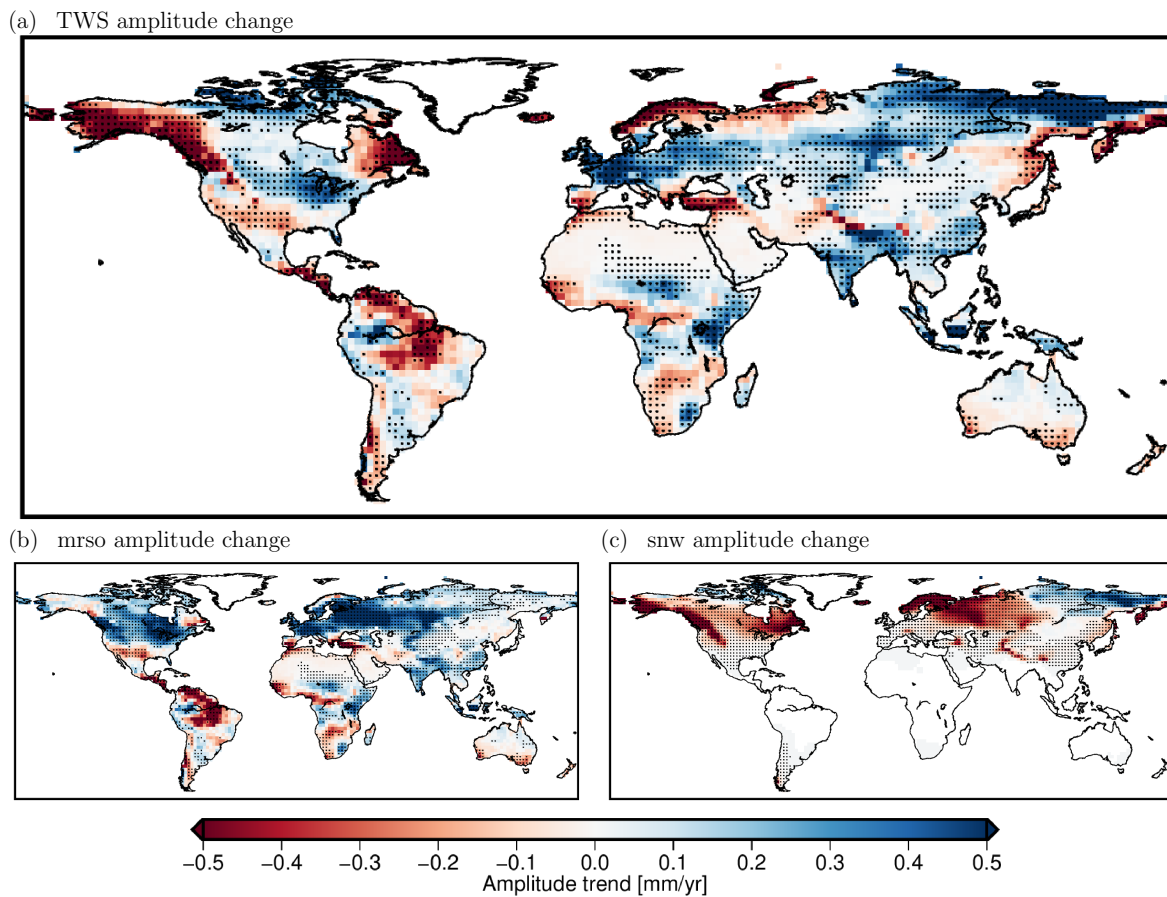 (a) TWS amplitude change
(b) mrso amplitude change
(c) snw amplitude change
−0.5 −0.4 −0.3 −0.2 −0.1 0.0 0.1 0.2 0.3 0.4 0.5
Amplitude trend [mm/yr]